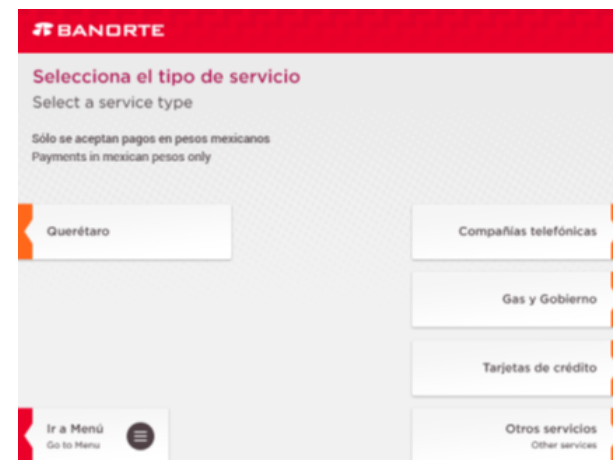 BANORTE
Selecciona el tipo de servicio
Select a service type
Sólo se aceptan pagos en pesos mexicanos
Payments in mexican pesos only
Querétaro
Compañías telefónicas
Gas y Gobierno
Tarjetas de crédito
Ir a Menú
Go to Menu
Otros servicios
Other services